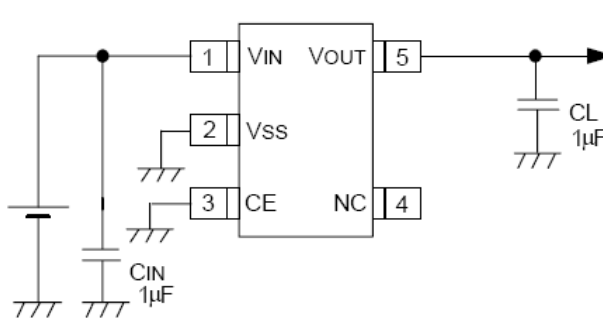 1 VIN VOUT 5
2 VSS
3 CE NC 4
CL
1µF
CIN
1µF